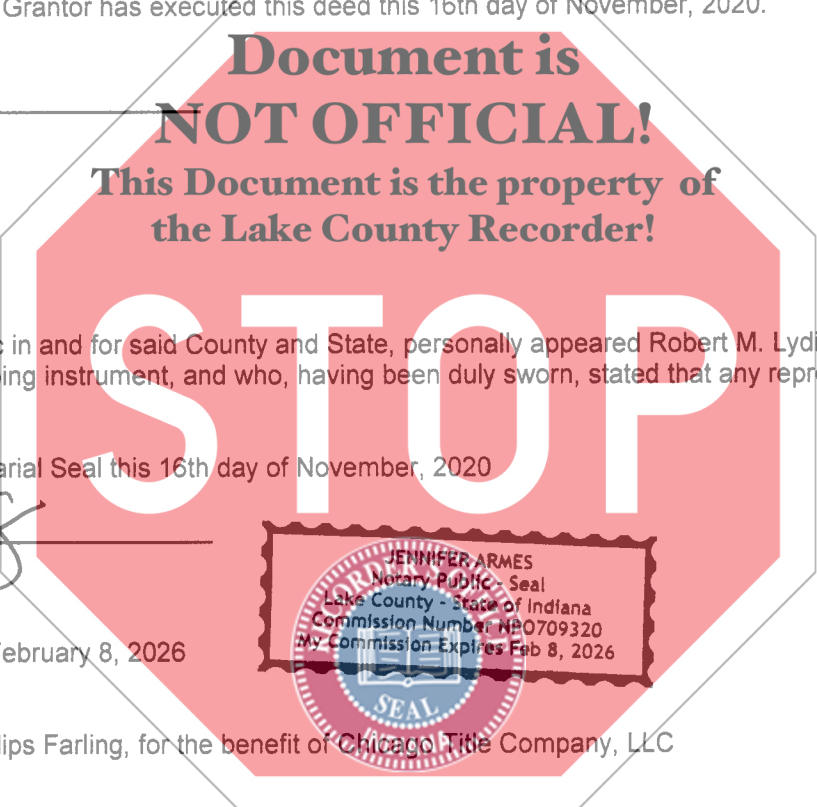 Grantor has executed this deed this 16th day of November, 2020.
Document is
NOT OFFICIAL!
This Document is the property of
the Lake County Recorder!
STOP
c in and for said County and State, personally appeared Robert M. Lydi
ing instrument, and who, having been duly sworn, stated that any repr
arial Seal this 16th day of November, 2020
JENNIFER ARMES
Notary Public - Seal
Lake County - State of Indiana
Commission Number NP0709320
My Commission Expires Feb 8, 2026
SEAL
INDIANA
ebruary 8, 2026
lips Farling, for the benefit of Chicago Title Company, LLC